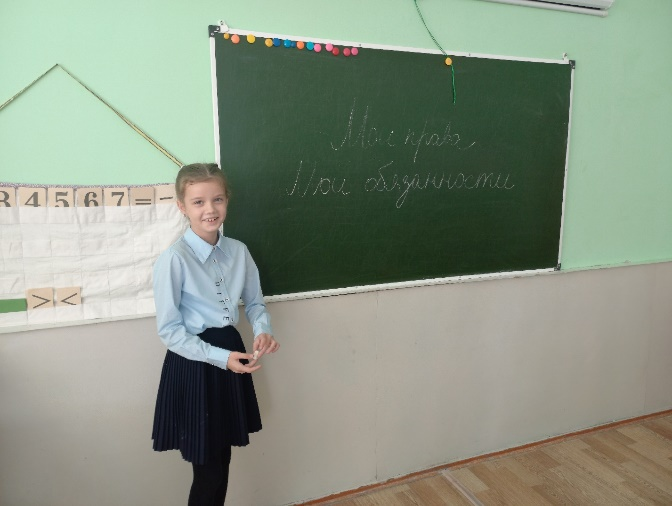 3 4 5 6 7 = -
Мои права
Мои обязанности
> <